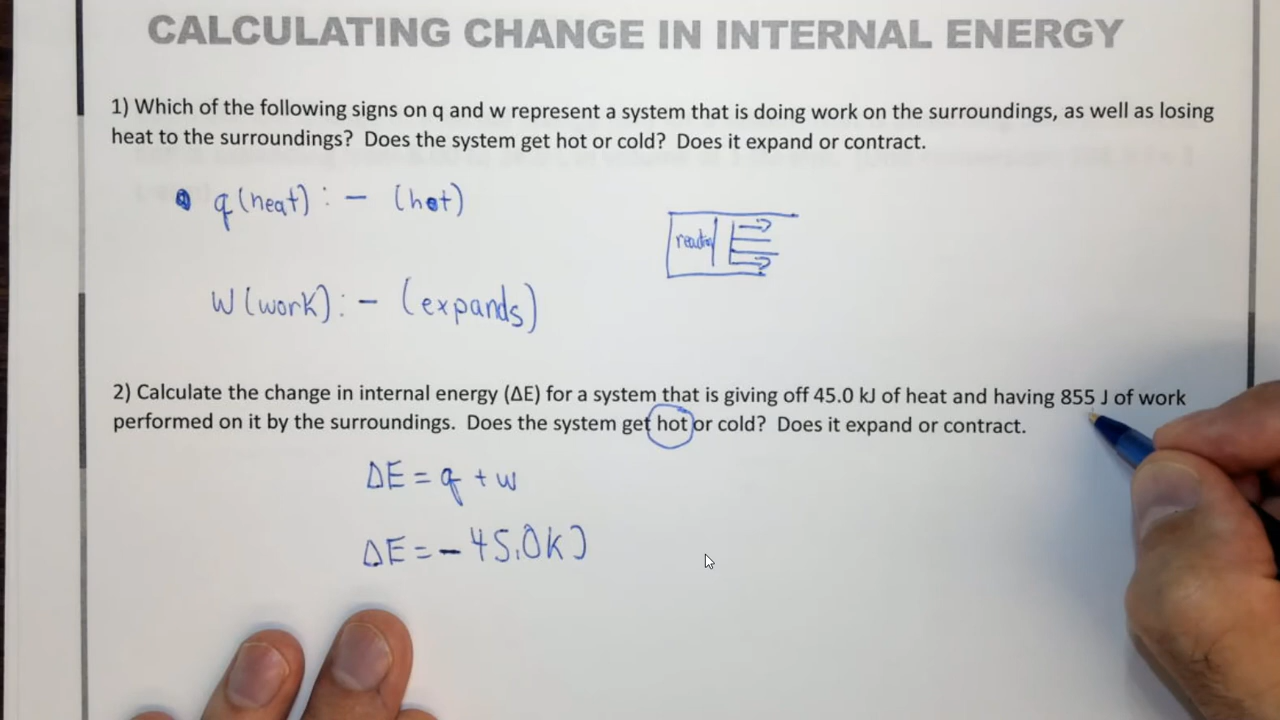 CALCULATING CHANGE IN INTERNAL ENERGY
1) Which of the following signs on q and w represent a system that is doing work on the surroundings, as well as losing
heat to the surroundings? Does the system get hot or cold? Does it expand or contract.
q (heat) : - (hot)
reaction
W (work) : - (expands)
2) Calculate the change in internal energy (ΔE) for a system that is giving off 45.0 kJ of heat and having 855 J of work
performed on it by the surroundings. Does the system get hot or cold? Does it expand or contract.
ΔE = q + w
ΔE = - 45.0kJ